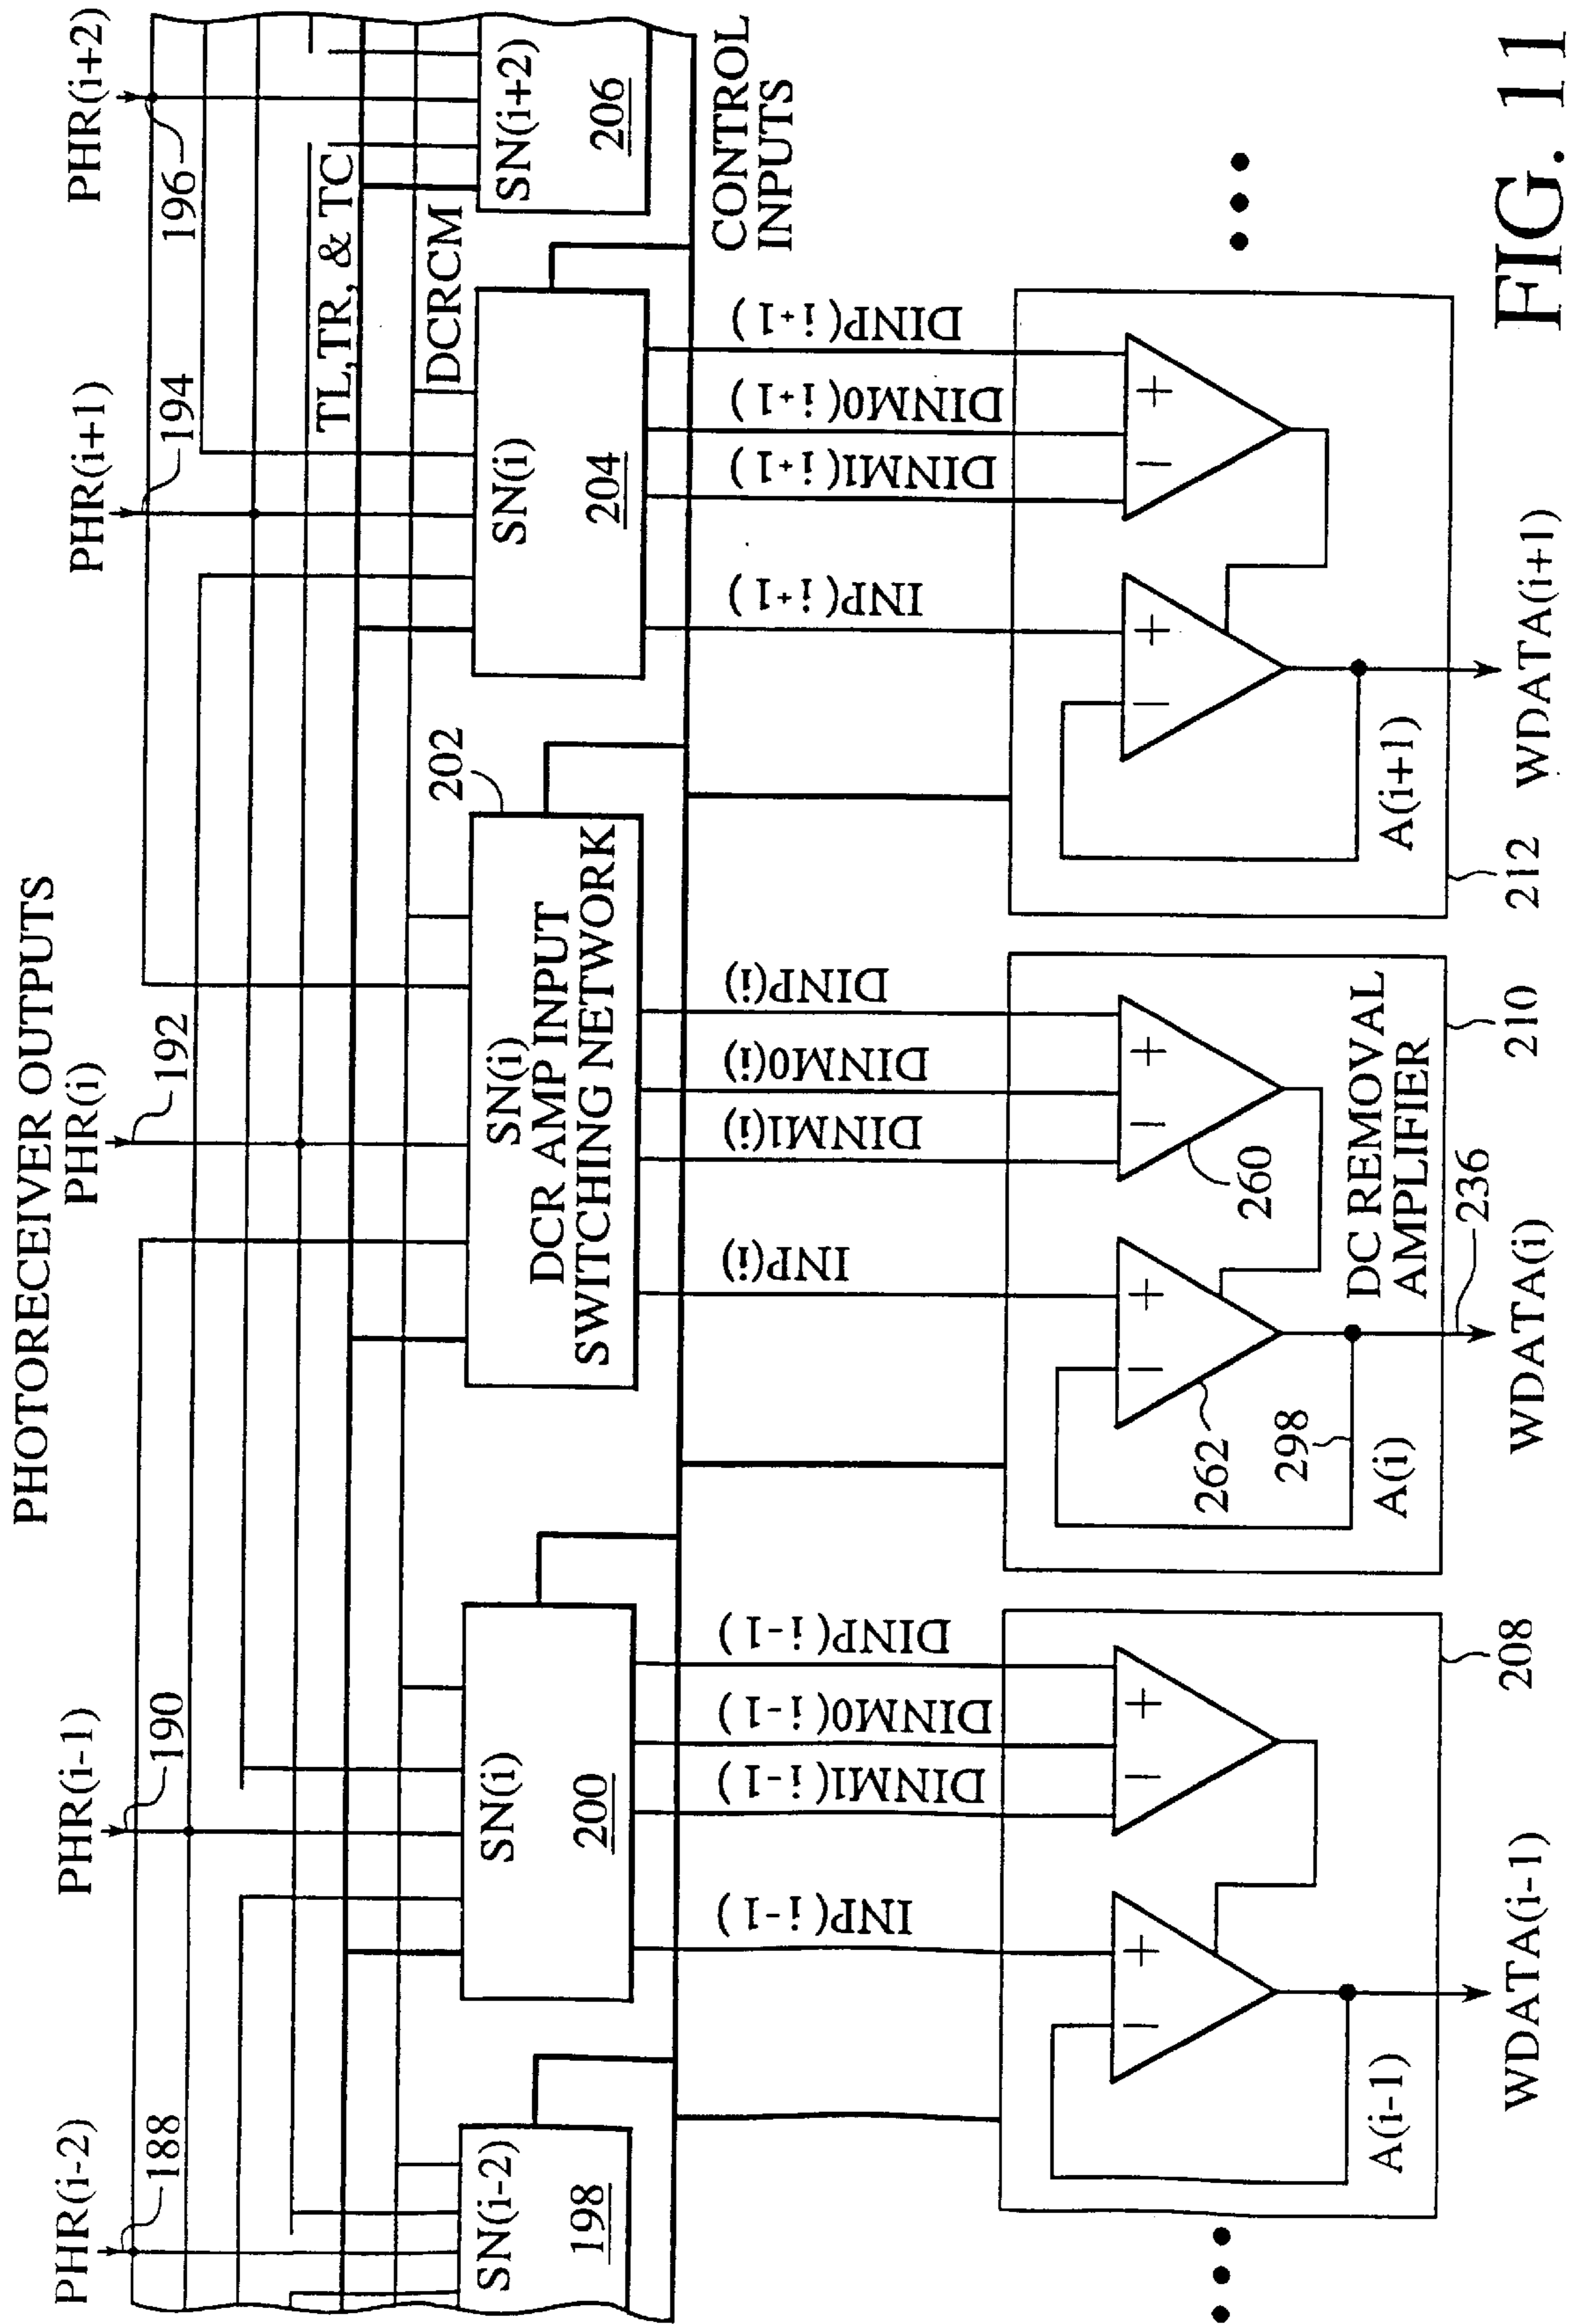 PHOTORECEIVER OUTPUTS
PHR(i-2)
PHR(i-1)
PHR(i)
PHR(i+1)
PHR(i+2)
188
190
192
194
196
TL,TR, & TC
DCRCM
SN(i-2)
198
SN(i)
200
SN(i)
DCR AMP INPUT
SWITCHING NETWORK
202
SN(i)
204
SN(i+2)
206
CONTROL
INPUTS
INP(i-1)
DINM1(i-1)
DINM0(i-1)
DINP(i-1)
INP(i)
DINM1(i)
DINM0(i)
DINP(i)
INP(i+1)
DINM1(i+1)
DINM0(i+1)
DINP(i+1)
− +
− +
208
A(i-1)
− +
− +
262
260
298
A(i)
DC REMOVAL
AMPLIFIER
210
236
− +
− +
A(i+1)
212
WDATA(i-1)
WDATA(i)
WDATA(i+1)
FIG. 11